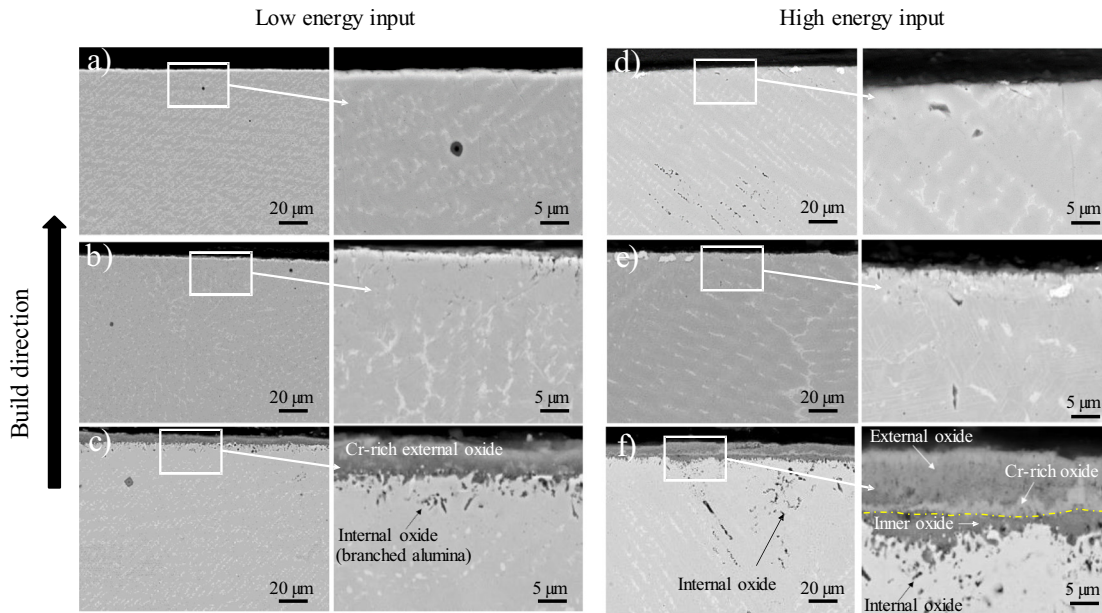 Low energy input
High energy input
Build direction
a)
20 μm
5 μm
d)
20 μm
5 μm
b)
20 μm
5 μm
e)
20 μm
5 μm
c)
20 μm
Cr-rich external oxide
Internal oxide
(branched alumina)
5 μm
f)
Internal oxide
20 μm
External oxide
Cr-rich oxide
Inner oxide
Internal oxide
5 μm